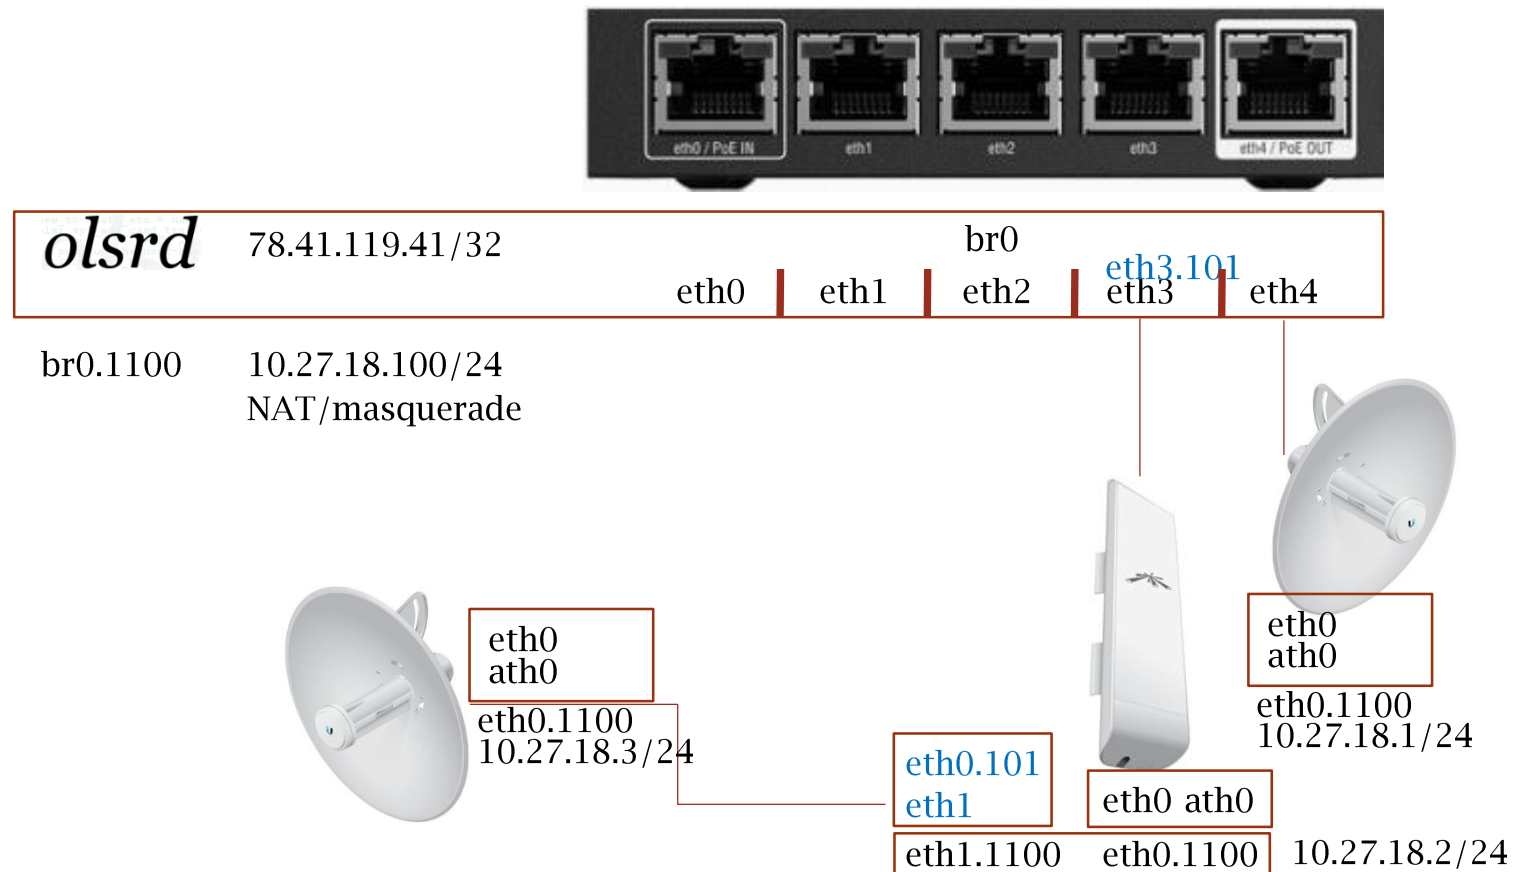 eth0 / PoE IN
eth1
eth2
eth3
eth4 / PoE OUT
olsrd
78.41.119.41/32
br0
eth3.101
eth0
eth1
eth2
eth3
eth4
br0.1100
10.27.18.100/24
NAT/masquerade
eth0
ath0
eth0.1100
10.27.18.3/24
eth0
ath0
eth0.1100
10.27.18.1/24
eth0.101
eth1
eth0 ath0
eth1.1100
eth0.1100
10.27.18.2/24